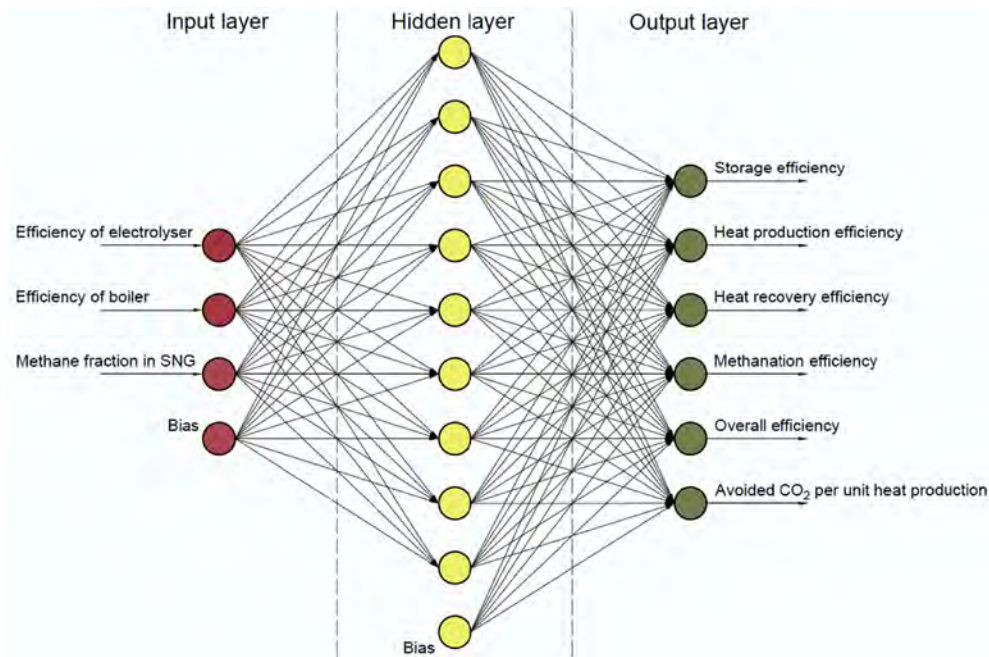 Input layer
Hidden layer
Output layer
Efficiency of electrolyser
Efficiency of boiler
Methane fraction in SNG
Bias
Bias
Storage efficiency
Heat production efficiency
Heat recovery efficiency
Methanation efficiency
Overall efficiency
Avoided CO₂ per unit heat production